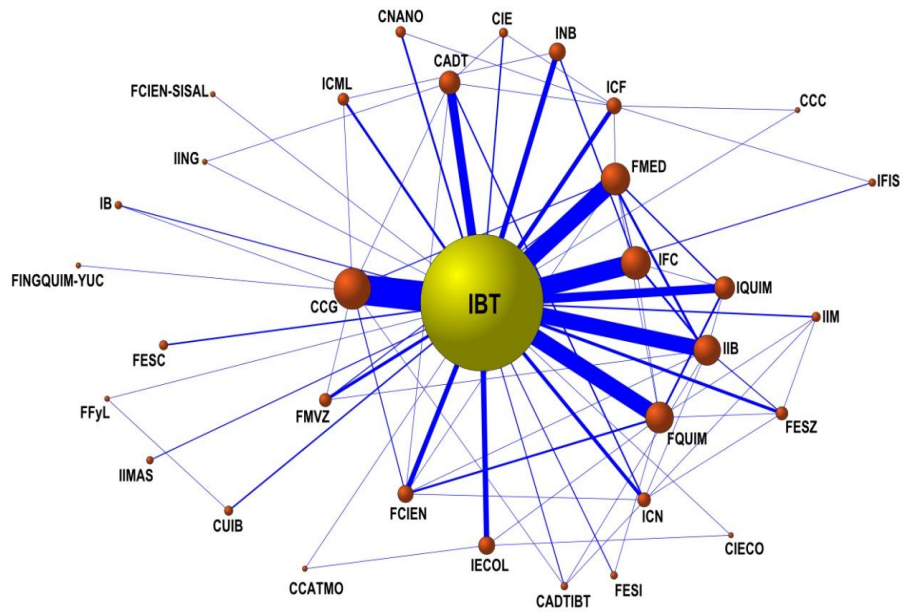 CNANO
CIE
INB
CADT
ICML
ICF
FCIEN-SISAL
CCC
IING
FMED
IFIS
IB
IFC
FINGQUIM-YUC
IQUIM
CCG
IBT
IIM
FESC
IIB
FFyL
FMVZ
FESZ
FQUIM
IIMAS
FCIEN
ICN
CUIB
IECOL
CIECO
CCATMO
CADTIBT
FESI